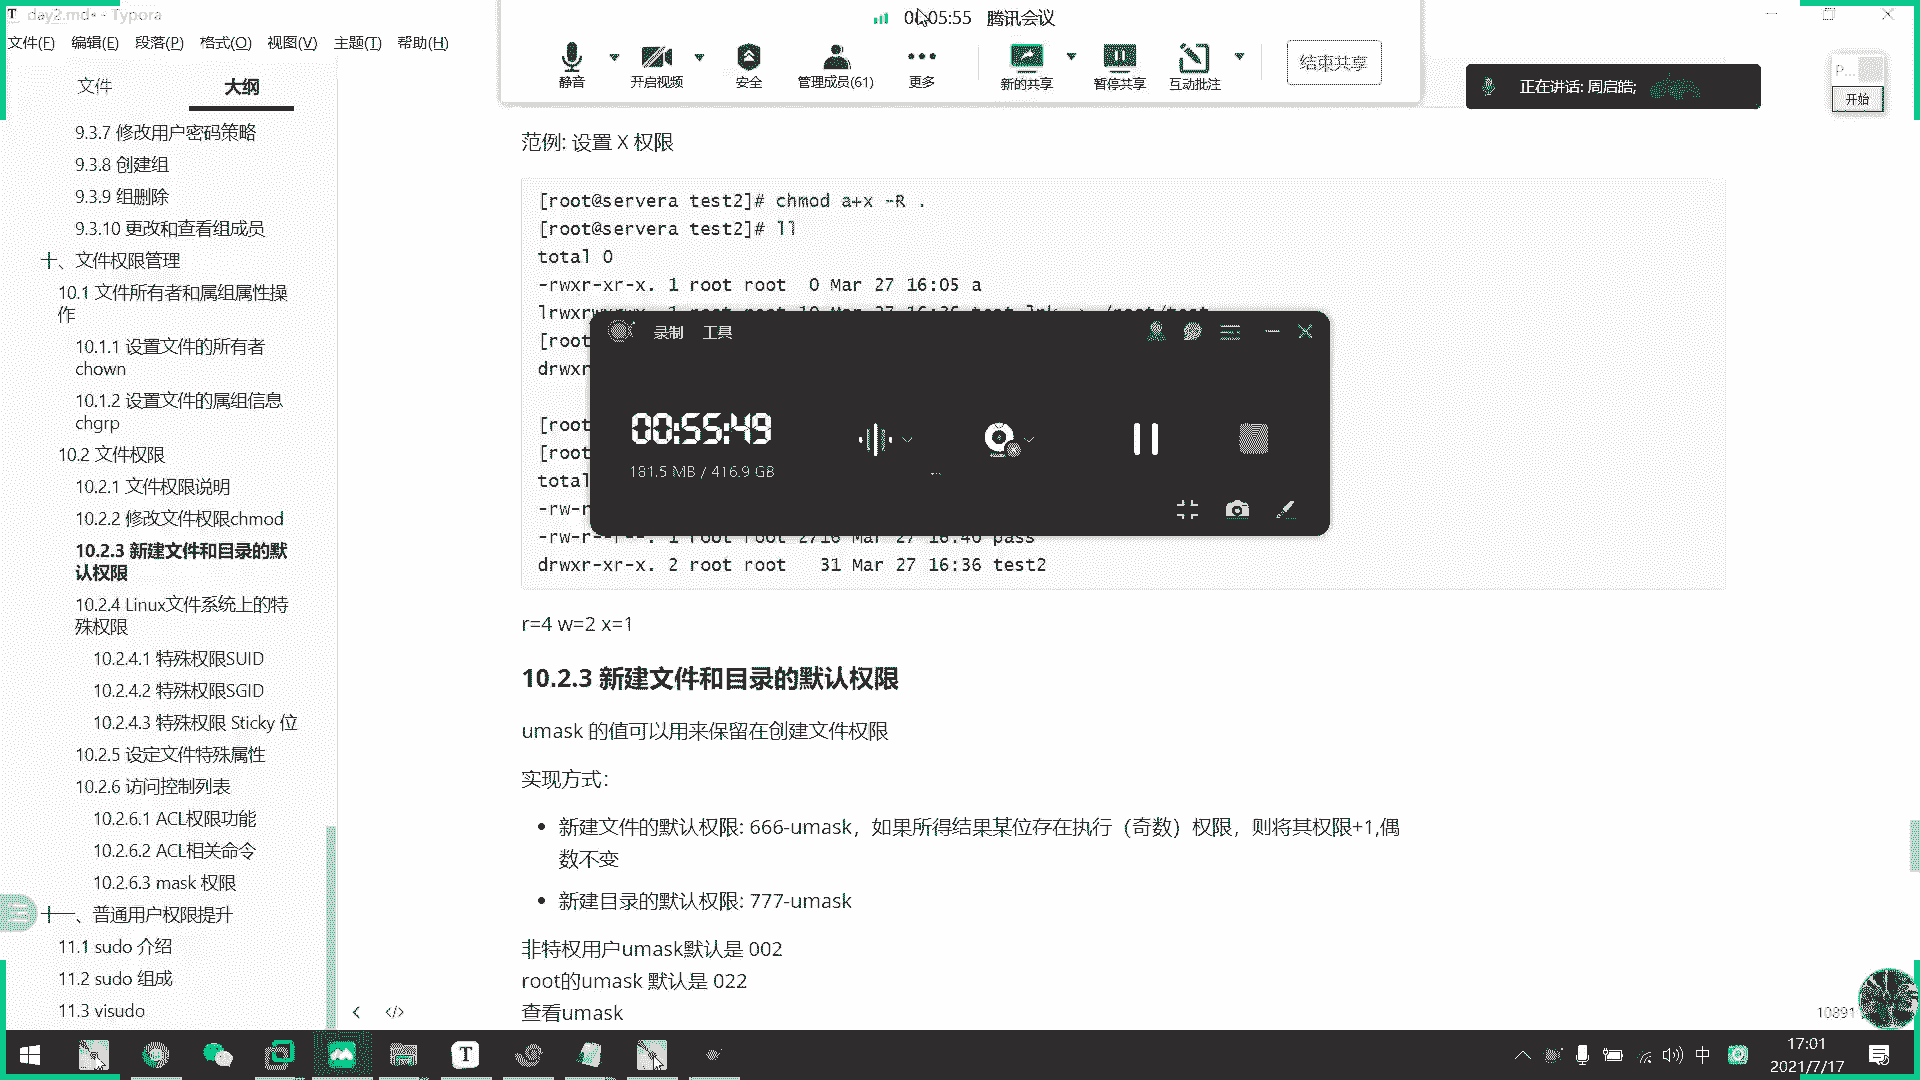 day2.md - Typora
文件(F) 编辑(E) 段落(P) 格式(O) 视图(V) 主题(T) 帮助(H)
05:55 腾讯会议
静音 开启视频 安全 管理成员(61) 更多 新的共享 暂停共享 互动批注 结束共享
正在讲话: 周启皓;
P...
开始
文件 大纲
9.3.7 修改用户密码策略
9.3.8 创建组
9.3.9 组删除
9.3.10 更改和查看组成员
十、文件权限管理
10.1 文件所有者和属组属性操
作
10.1.1 设置文件的所有者
chown
10.1.2 设置文件的属组信息
chgrp
10.2 文件权限
10.2.1 文件权限说明
10.2.2 修改文件权限chmod
10.2.3 新建文件和目录的默
认权限
10.2.4 Linux文件系统上的特
殊权限
10.2.4.1 特殊权限SUID
10.2.4.2 特殊权限SGID
10.2.4.3 特殊权限 Sticky 位
10.2.5 设定文件特殊属性
10.2.6 访问控制列表
10.2.6.1 ACL权限功能
10.2.6.2 ACL相关命令
10.2.6.3 mask 权限
十一、普通用户权限提升
11.1 sudo 介绍
11.2 sudo 组成
11.3 visudo
范例: 设置 X 权限
[root@servera test2]# chmod a+x -R .
[root@servera test2]# ll
total 0
-rwxr-xr-x. 1 root root 0 Mar 27 16:05 a
lrwxrwxrwx. 1 root root 10 Mar 27 16:36 test_lnk -> /root/test
[root
drwxr
[root
[root
total
-rw-r
-rw-r--r--. 1 root root 2716 Mar 27 16:40 pass
drwxr-xr-x. 2 root root 31 Mar 27 16:36 test2
录制 工具
00:55:49
181.5 MB / 416.9 GB
...
r=4 w=2 x=1
10.2.3 新建文件和目录的默认权限
umask 的值可以用来保留在创建文件权限
实现方式：
新建文件的默认权限: 666-umask，如果所得结果某位存在执行（奇数）权限，则将其权限+1,偶
数不变
新建目录的默认权限: 777-umask
非特权用户umask默认是 002
root的umask 默认是 022
查看umask
10891
中
17:01
2021/7/17